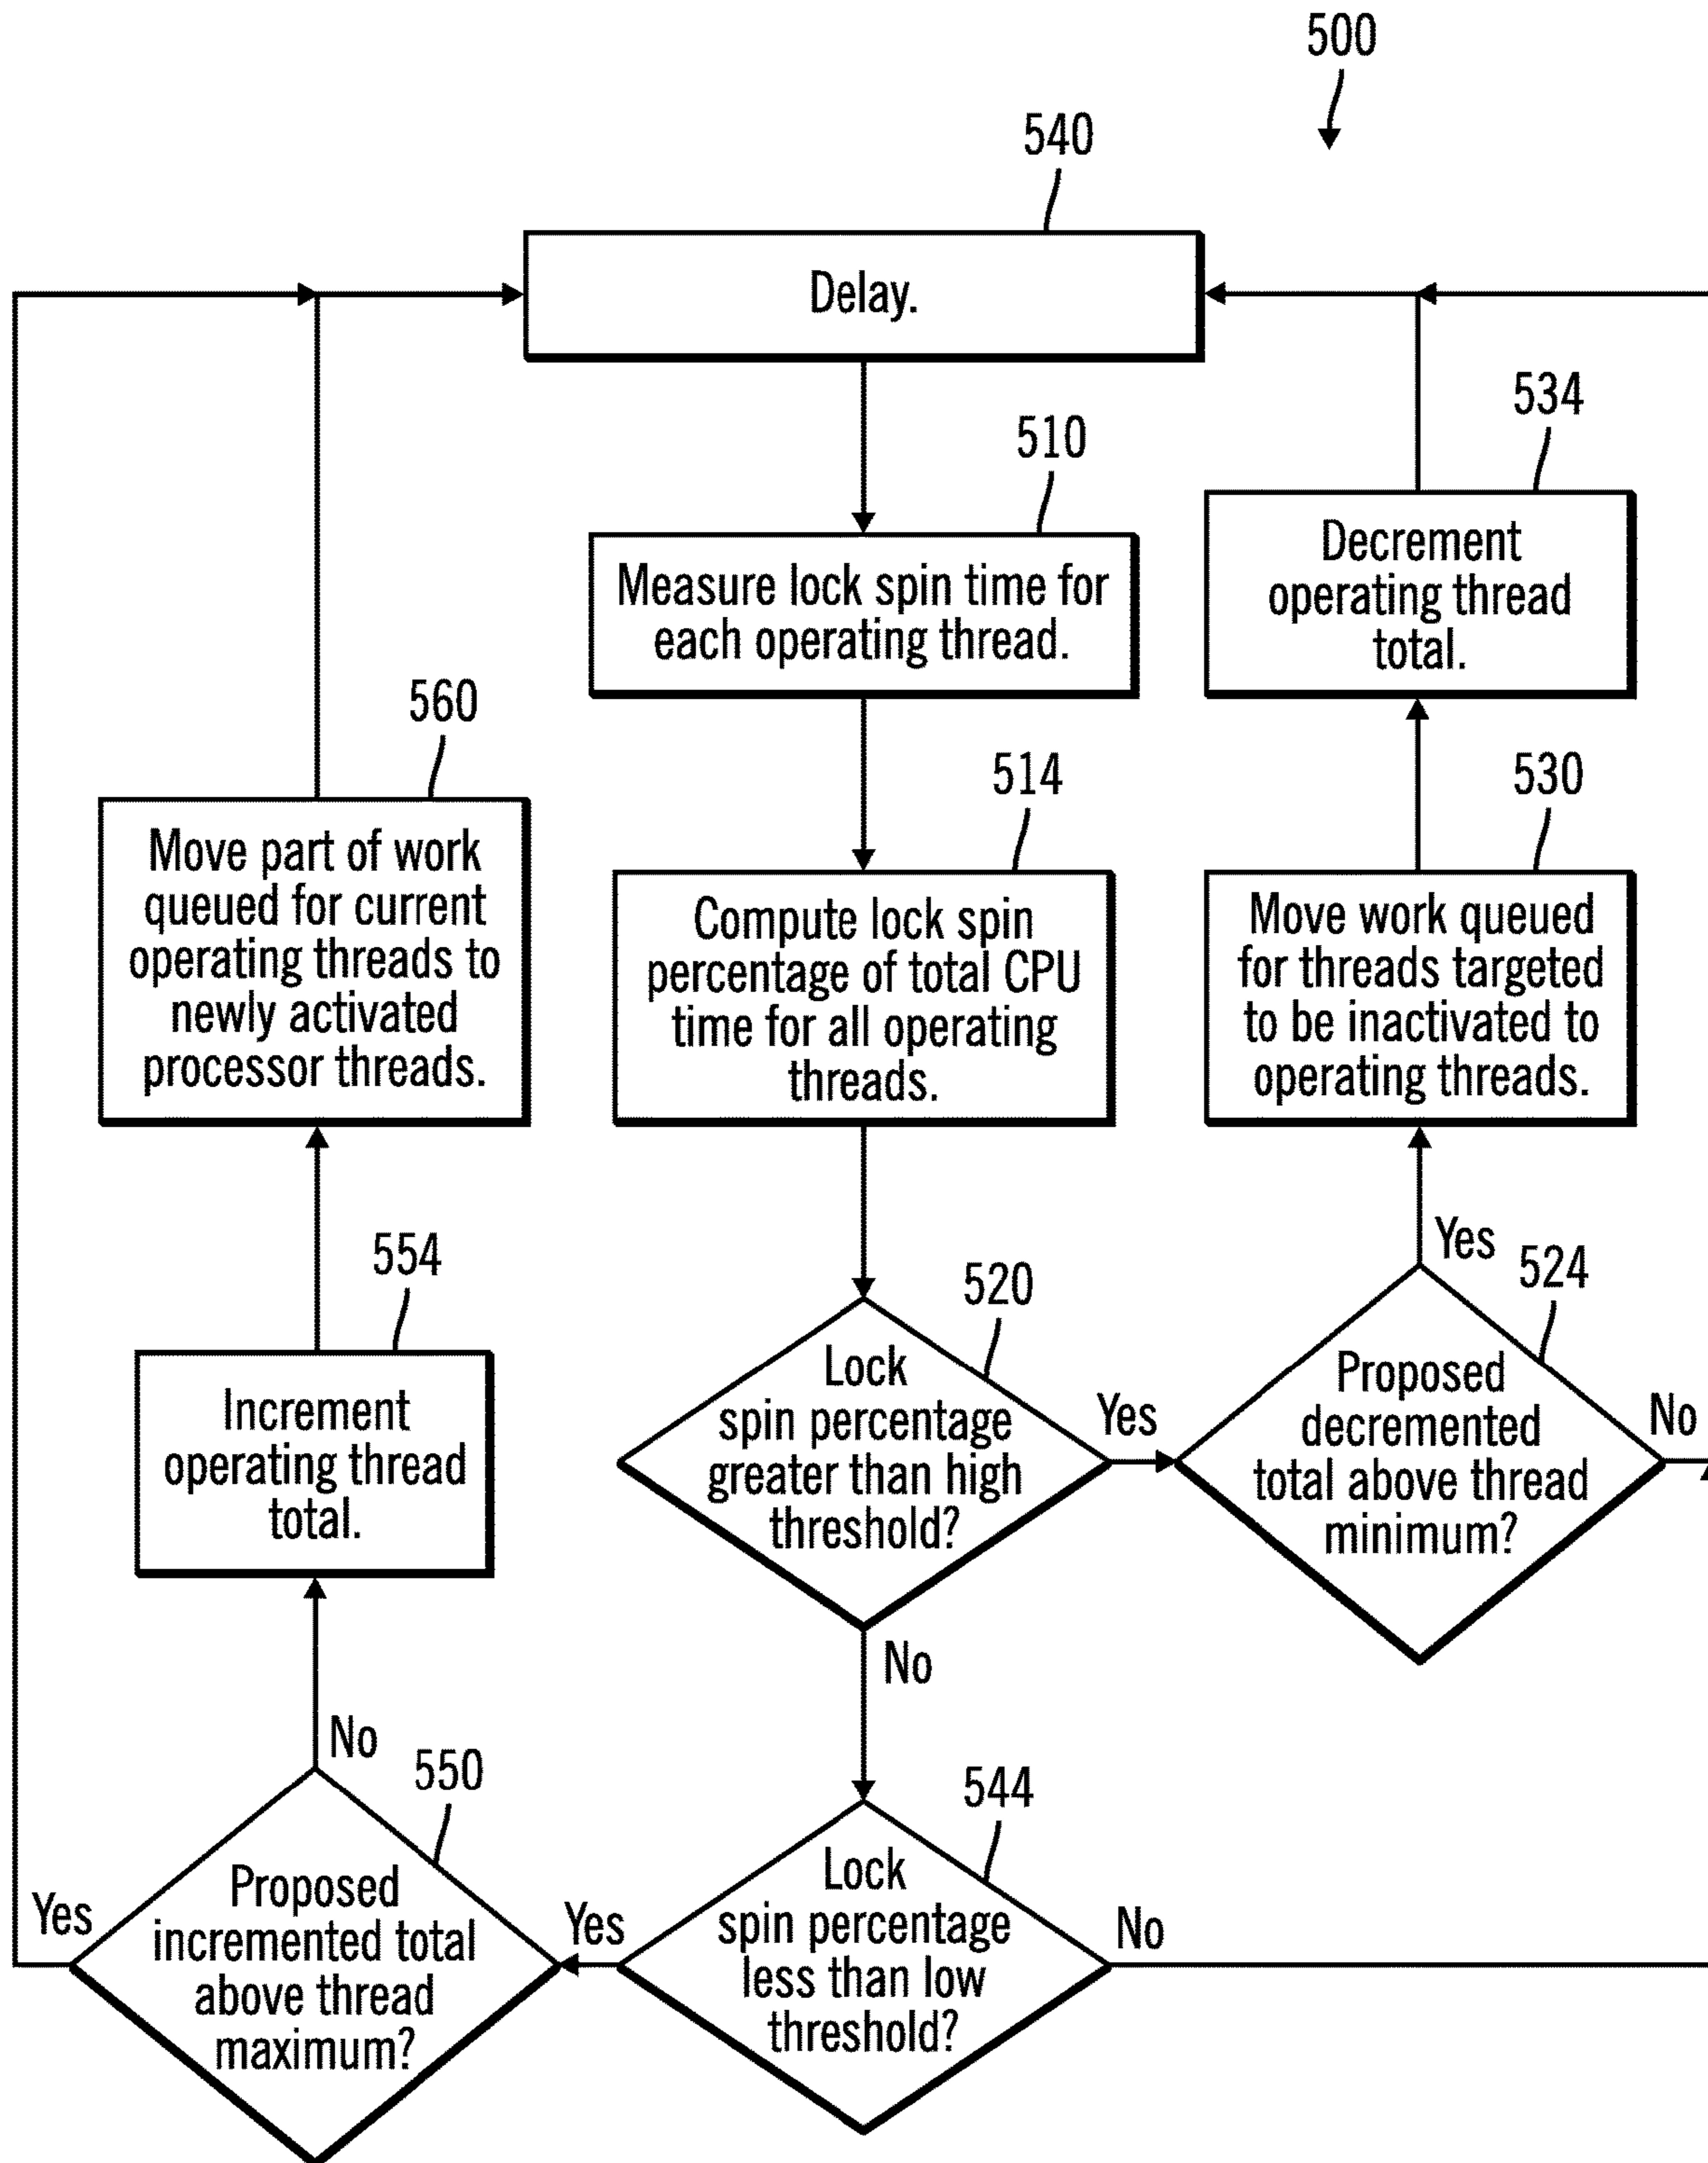 500
540
Delay.
534
510
Decrement
operating thread
total.
Measure lock spin time for
each operating thread.
560
514
530
Move part of work
queued for current
operating threads to
newly activated
processor threads.
Compute lock spin
percentage of total CPU
time for all operating
threads.
Move work queued
for threads targeted
to be inactivated to
operating threads.
554
520
Yes
524
Increment
operating thread
total.
Lock
spin percentage
greater than high
threshold?
Yes
Proposed
decremented
total above thread
minimum?
No
No
No
550
544
Yes
Proposed
incremented total
above thread
maximum?
Yes
Lock
spin percentage
less than low
threshold?
No